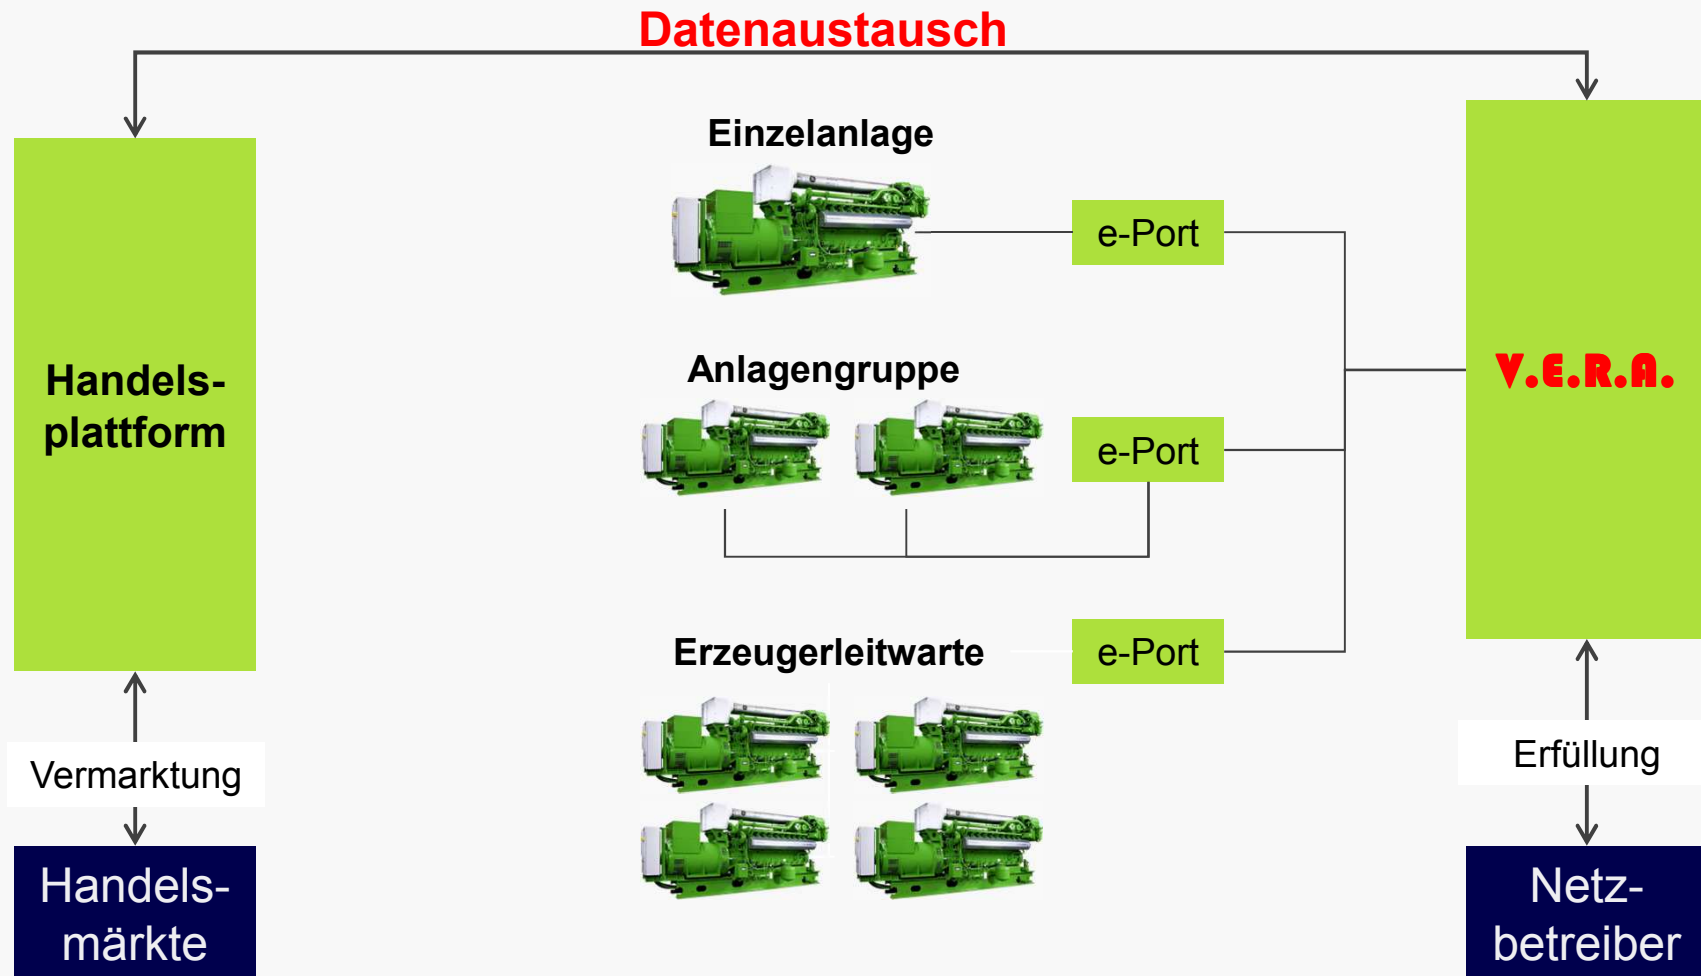 Datenaustausch
Einzelanlage
e-Port
Anlagengruppe
Handels-
plattform
e-Port
V.E.R.A.
Erzeugerleitwarte
e-Port
Vermarktung
Erfüllung
Handels-
märkte
Netz-
betreiber